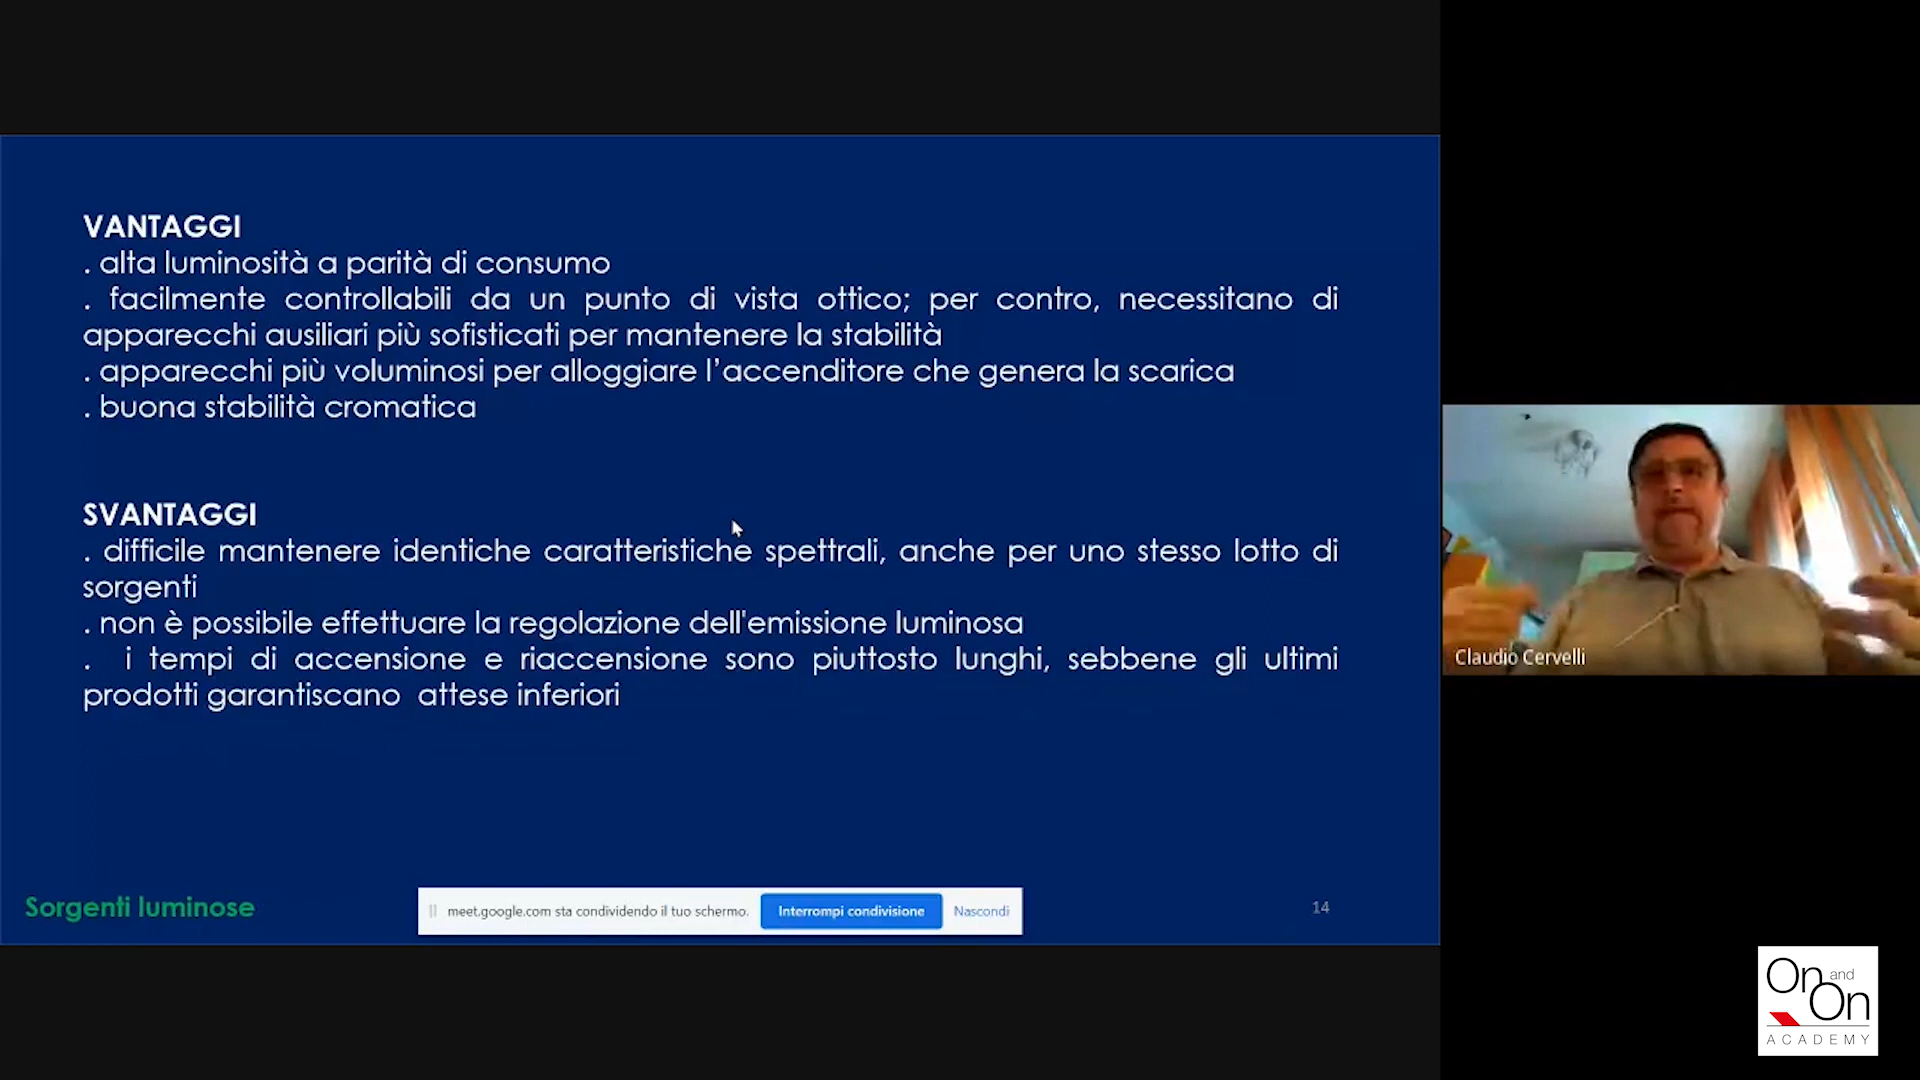 VANTAGGI
. alta luminosità a parità di consumo
. facilmente controllabili da un punto di vista ottico; per contro, necessitano di
apparecchi ausiliari più sofisticati per mantenere la stabilità
. apparecchi più voluminosi per alloggiare l'accenditore che genera la scarica
. buona stabilità cromatica
SVANTAGGI
. difficile mantenere identiche caratteristiche spettrali, anche per uno stesso lotto di
sorgenti
. non è possibile effettuare la regolazione dell'emissione luminosa
. i tempi di accensione e riaccensione sono piuttosto lunghi, sebbene gli ultimi
prodotti garantiscano attese inferiori
Sorgenti luminose
meet.google.com sta condividendo il tuo schermo.
Interrompi condivisione
Nascondi
14
Claudio Cervelli
On and
On
ACADEMY